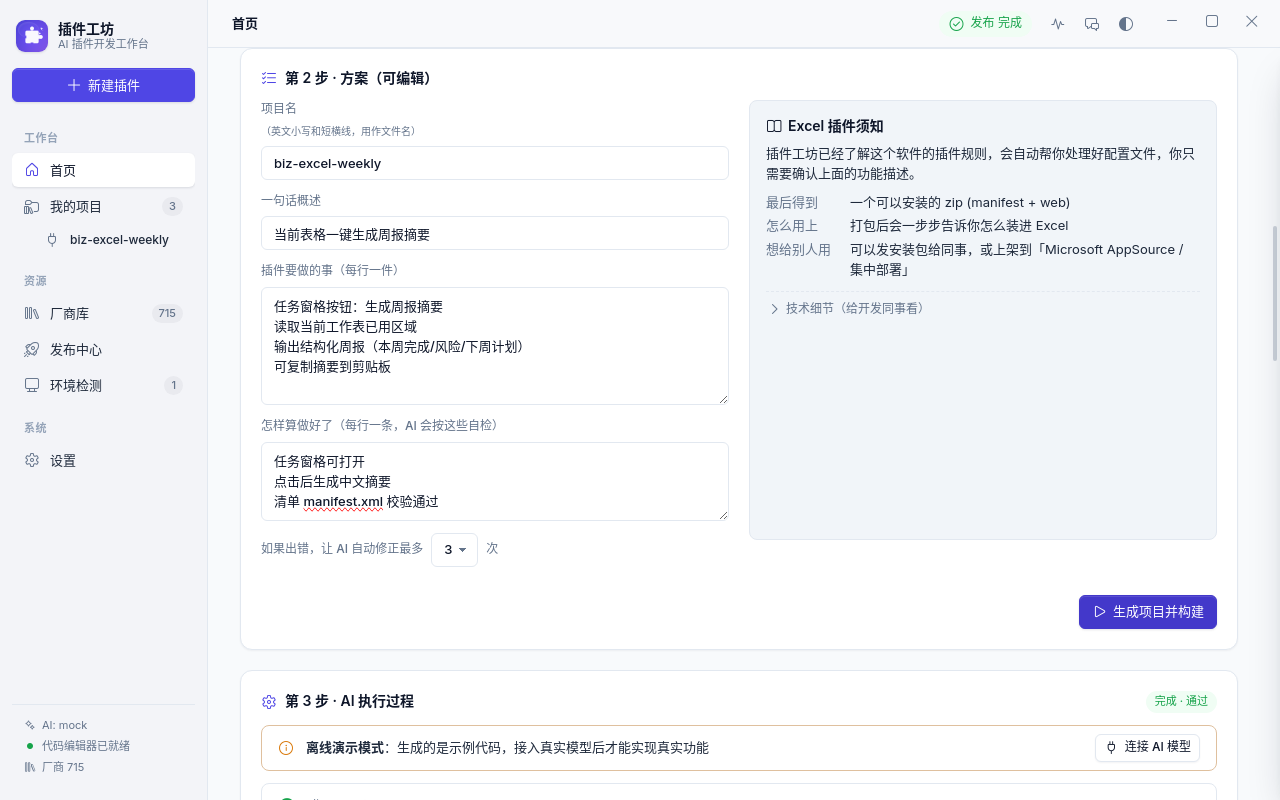 插件工坊
AI 插件开发工作台
新建插件
工作台
首页
我的项目 3
biz-excel-weekly
资源
厂商库 715
发布中心
环境检测 1
系统
设置
AI: mock
代码编辑器已就绪
厂商 715
首页
发布 完成
第 2 步 · 方案（可编辑）
项目名
（英文小写和短横线，用作文件名）
biz-excel-weekly
一句话概述
当前表格一键生成周报摘要
插件要做的事（每行一件）
任务窗格按钮：生成周报摘要
读取当前工作表已用区域
输出结构化周报（本周完成/风险/下周计划）
可复制摘要到剪贴板
怎样算做好了（每行一条，AI 会按这些自检）
任务窗格可打开
点击后生成中文摘要
清单 manifest.xml 校验通过
如果出错，让 AI 自动修正最多 3 次
Excel 插件须知
插件工坊已经了解这个软件的插件规则，会自动帮你处理好配置文件，你只
需要确认上面的功能描述。
最后得到 一个可以安装的 zip (manifest + web)
怎么用上 打包后会一步步告诉你怎么装进 Excel
想给别人用 可以发安装包给同事，或上架到「Microsoft AppSource /
集中部署」
技术细节（给开发同事看）
生成项目并构建
第 3 步 · AI 执行过程
完成 · 通过
离线演示模式：生成的是示例代码，接入真实模型后才能实现真实功能
连接 AI 模型